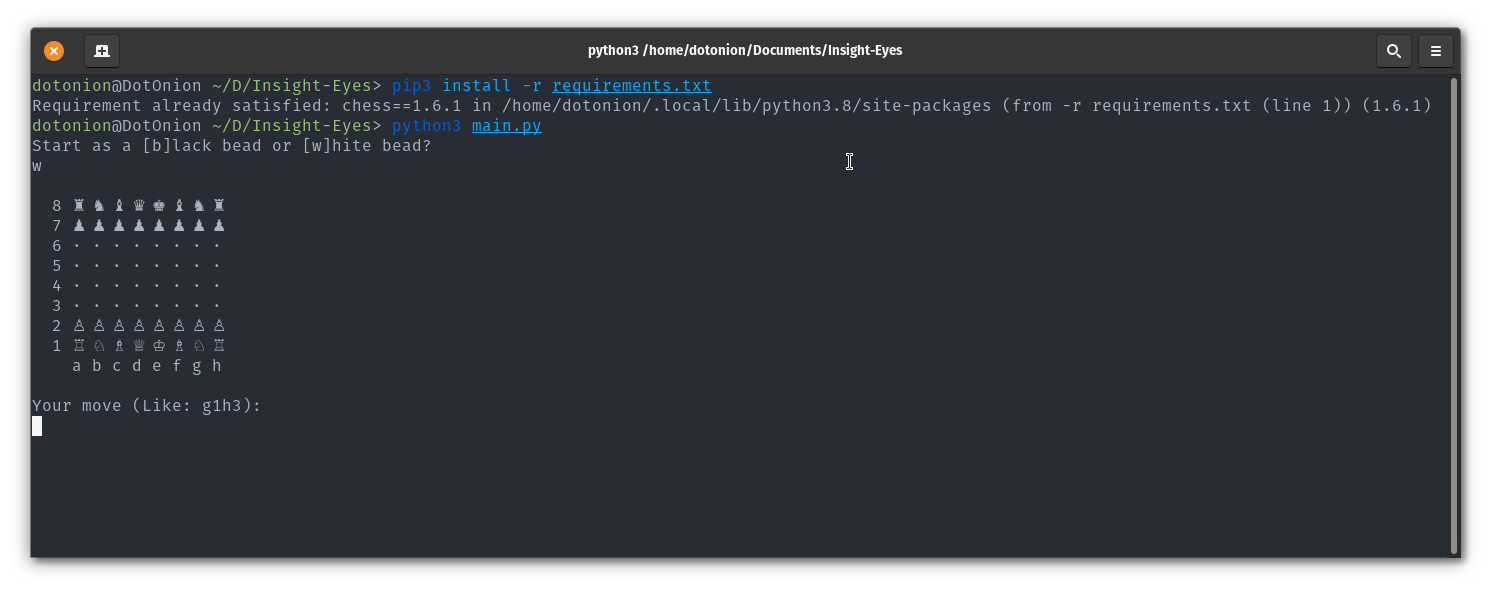 python3 /home/dotonion/Documents/Insight-Eyes
dotonion@DotOnion ~/D/Insight-Eyes> pip3 install -r requirements.txt
Requirement already satisfied: chess==1.6.1 in /home/dotonion/.local/lib/python3.8/site-packages (from -r requirements.txt (line 1)) (1.6.1)
dotonion@DotOnion ~/D/Insight-Eyes> python3 main.py
Start as a [b]lack bead or [w]hite bead?
w
8 ♜ ♞ ♝ ♛ ♚ ♝ ♞ ♜
7 ♟ ♟ ♟ ♟ ♟ ♟ ♟ ♟
6 · · · · · · · ·
5 · · · · · · · ·
4 · · · · · · · ·
3 · · · · · · · ·
2 ♙ ♙ ♙ ♙ ♙ ♙ ♙ ♙
1 ♖ ♘ ♗ ♕ ♔ ♗ ♘ ♖
a b c d e f g h
Your move (Like: g1h3):